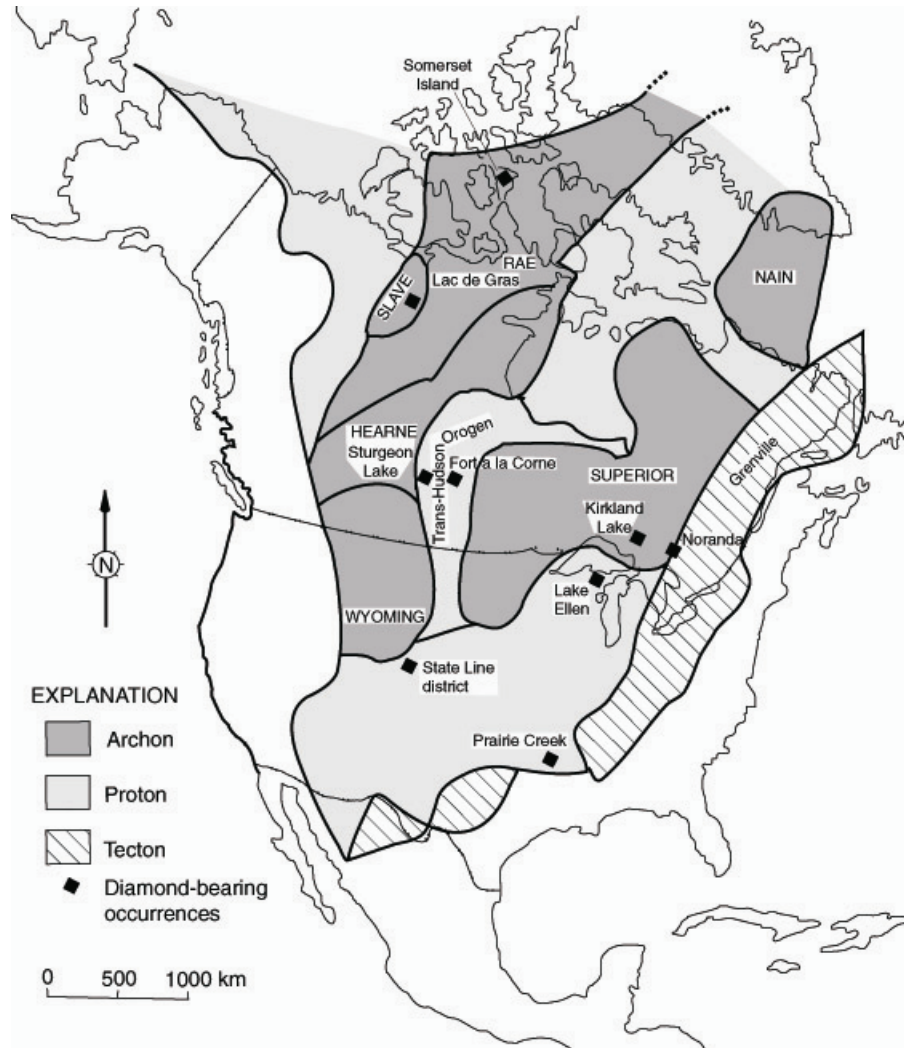 Somerset
Island
RAE
Lac de Gras
SLAVE
NAIN
HEARNE
Sturgeon
Lake
Trans-Hudson
Orogen
Fort a la Corne
SUPERIOR
Grenville
Kirkland
Lake
Noranda
Lake
Ellen
N
WYOMING
State Line
district
Prairie Creek
EXPLANATION
Archon
Proton
Tecton
Diamond-bearing
occurrences
0 500 1000 km